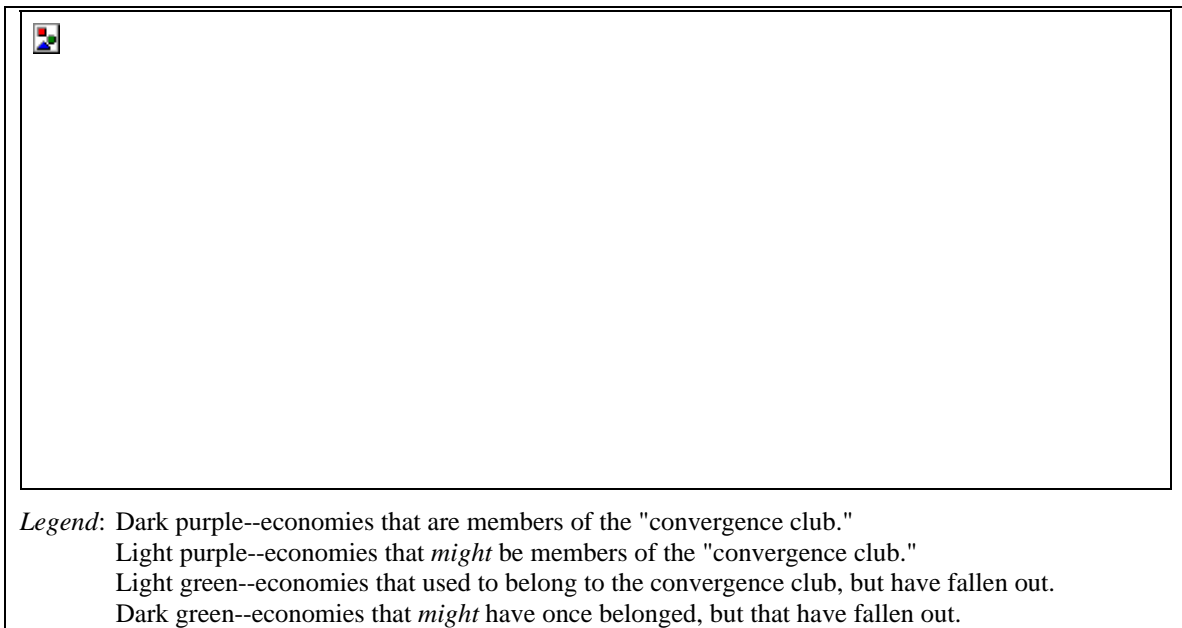 Legend: Dark purple--economies that are members of the "convergence club."
Light purple--economies that might be members of the "convergence club."
Light green--economies that used to belong to the convergence club, but have fallen out.
Dark green--economies that might have once belonged, but that have fallen out.